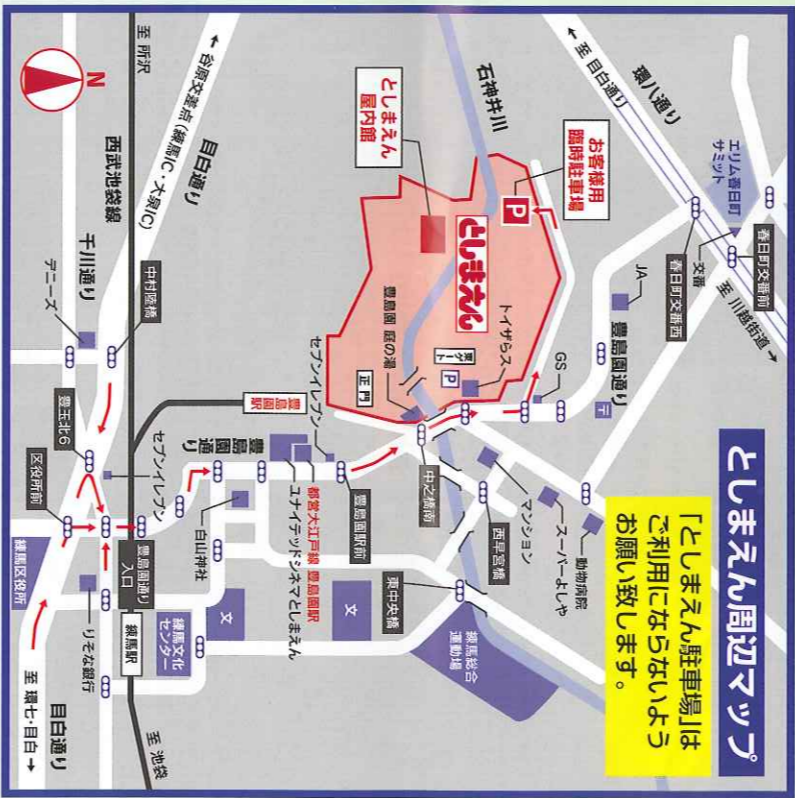 としまえん周辺マップ
「としまえん駐車場」は
ご利用にならないよう
お願い致します。
環八通り
← 至 目白通り
エリム春日町
サミット
春日町交番前
交番
春日町交番西
至 川越街道 →
JA
豊島園通り
〒
石神井川
お客様用
臨時駐車場
P
としまえん
屋内館
としまえん
トイザらス
東ゲート
P
GS
豊島園 庭の湯
正門
中之橋南
マンション
スーパーよしや
動物病院
西早宮橋
東中央橋
練馬総合
運動場
セブンイレブン
豊島園駅前
豊島園駅
豊島園通り
都営大江戸線 豊島園駅
ユナイテッドシネマとしまえん
白山神社
文
文
練馬文化
センター
目白通り
← 谷原交差点(練馬IC・大泉IC)
至 所沢
西武池袋線
中村陸橋
千川通り
デニーズ
豊玉北6
セブンイレブン
豊島園通り
入口
練馬駅
至 池袋
区役所前
練馬区役所
りそな銀行
目白通り
至 環七・目白 →
N